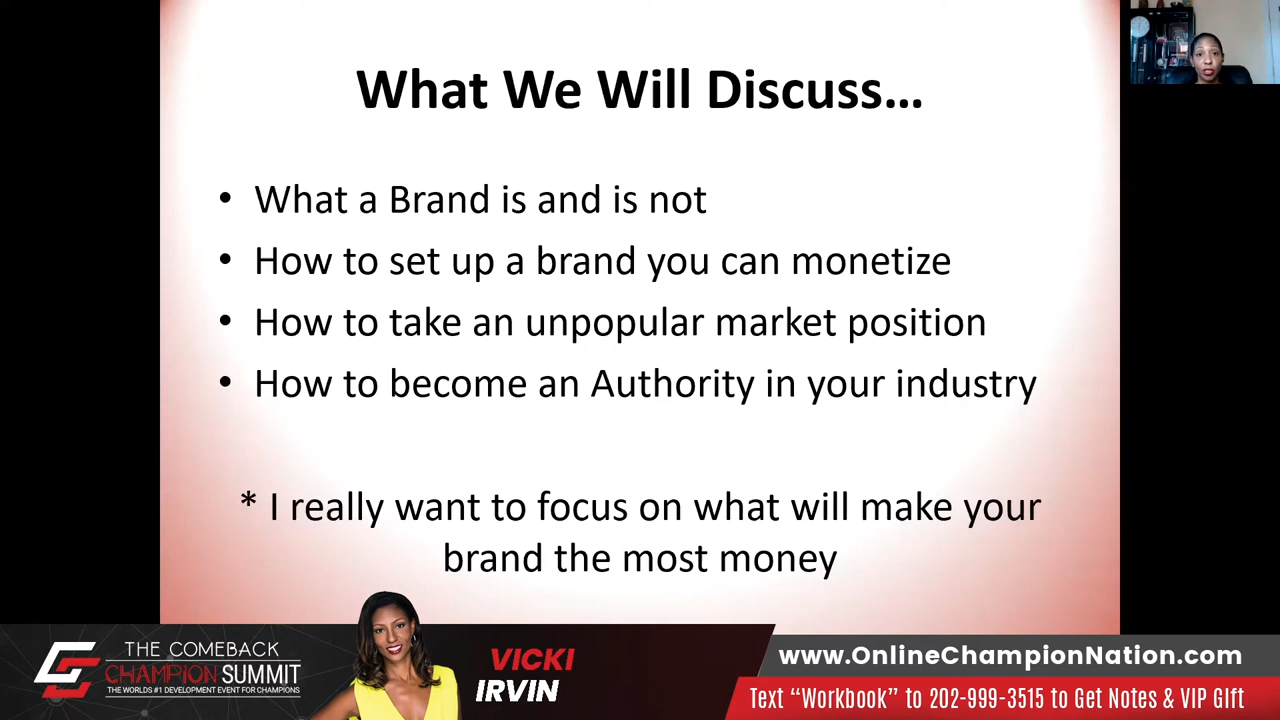 What We Will Discuss...
• What a Brand is and is not
• How to set up a brand you can monetize
• How to take an unpopular market position
• How to become an Authority in your industry
* I really want to focus on what will make your
brand the most money
THE COMEBACK
CHAMPION SUMMIT
THE WORLDS #1 DEVELOPMENT EVENT FOR CHAMPIONS
VICKI
IRVIN
www.OnlineChampionNation.com
Text “Workbook” to 202-999-3515 to Get Notes & VIP GIft